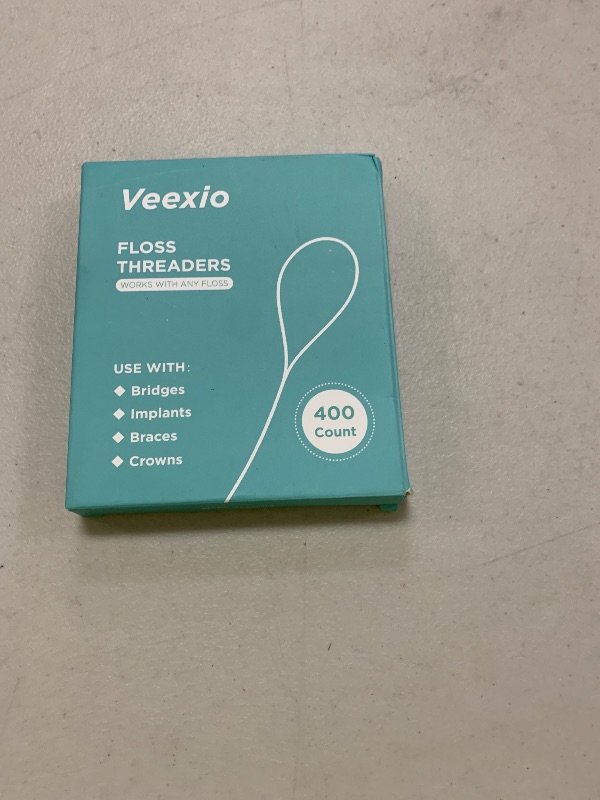 Veexio
FLOSS
THREADERS
WORKS WITH ANY FLOSS
USE WITH:
Bridges
Implants
Braces
Crowns
400
Count